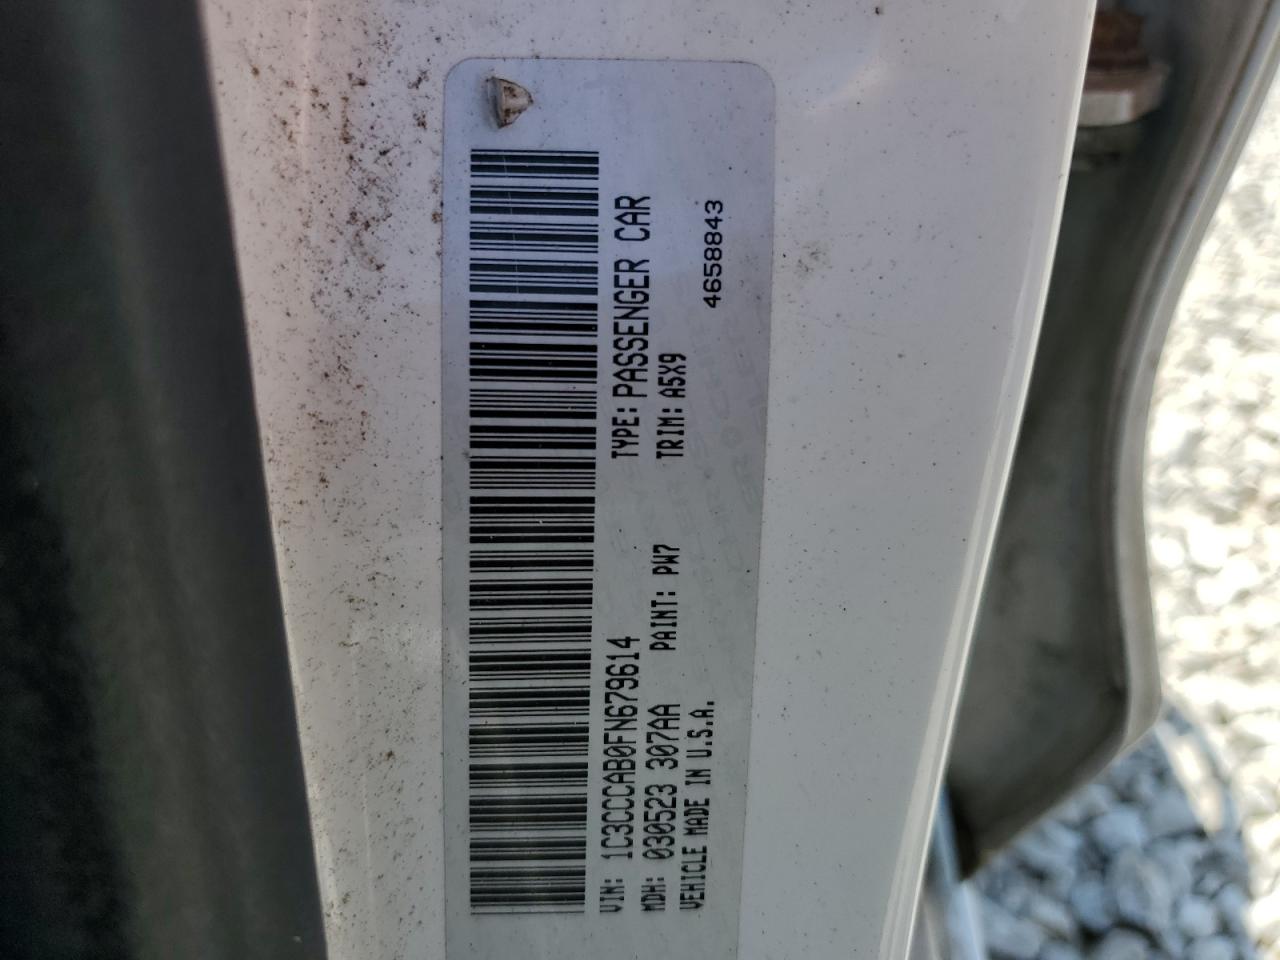 VIN: 1C3CCCAB0FN679614 TYPE: PASSENGER CAR
MDH: 030523 307AA PAINT: PW7 TRIM: A5X9
VEHICLE MADE IN U.S.A. 4658843